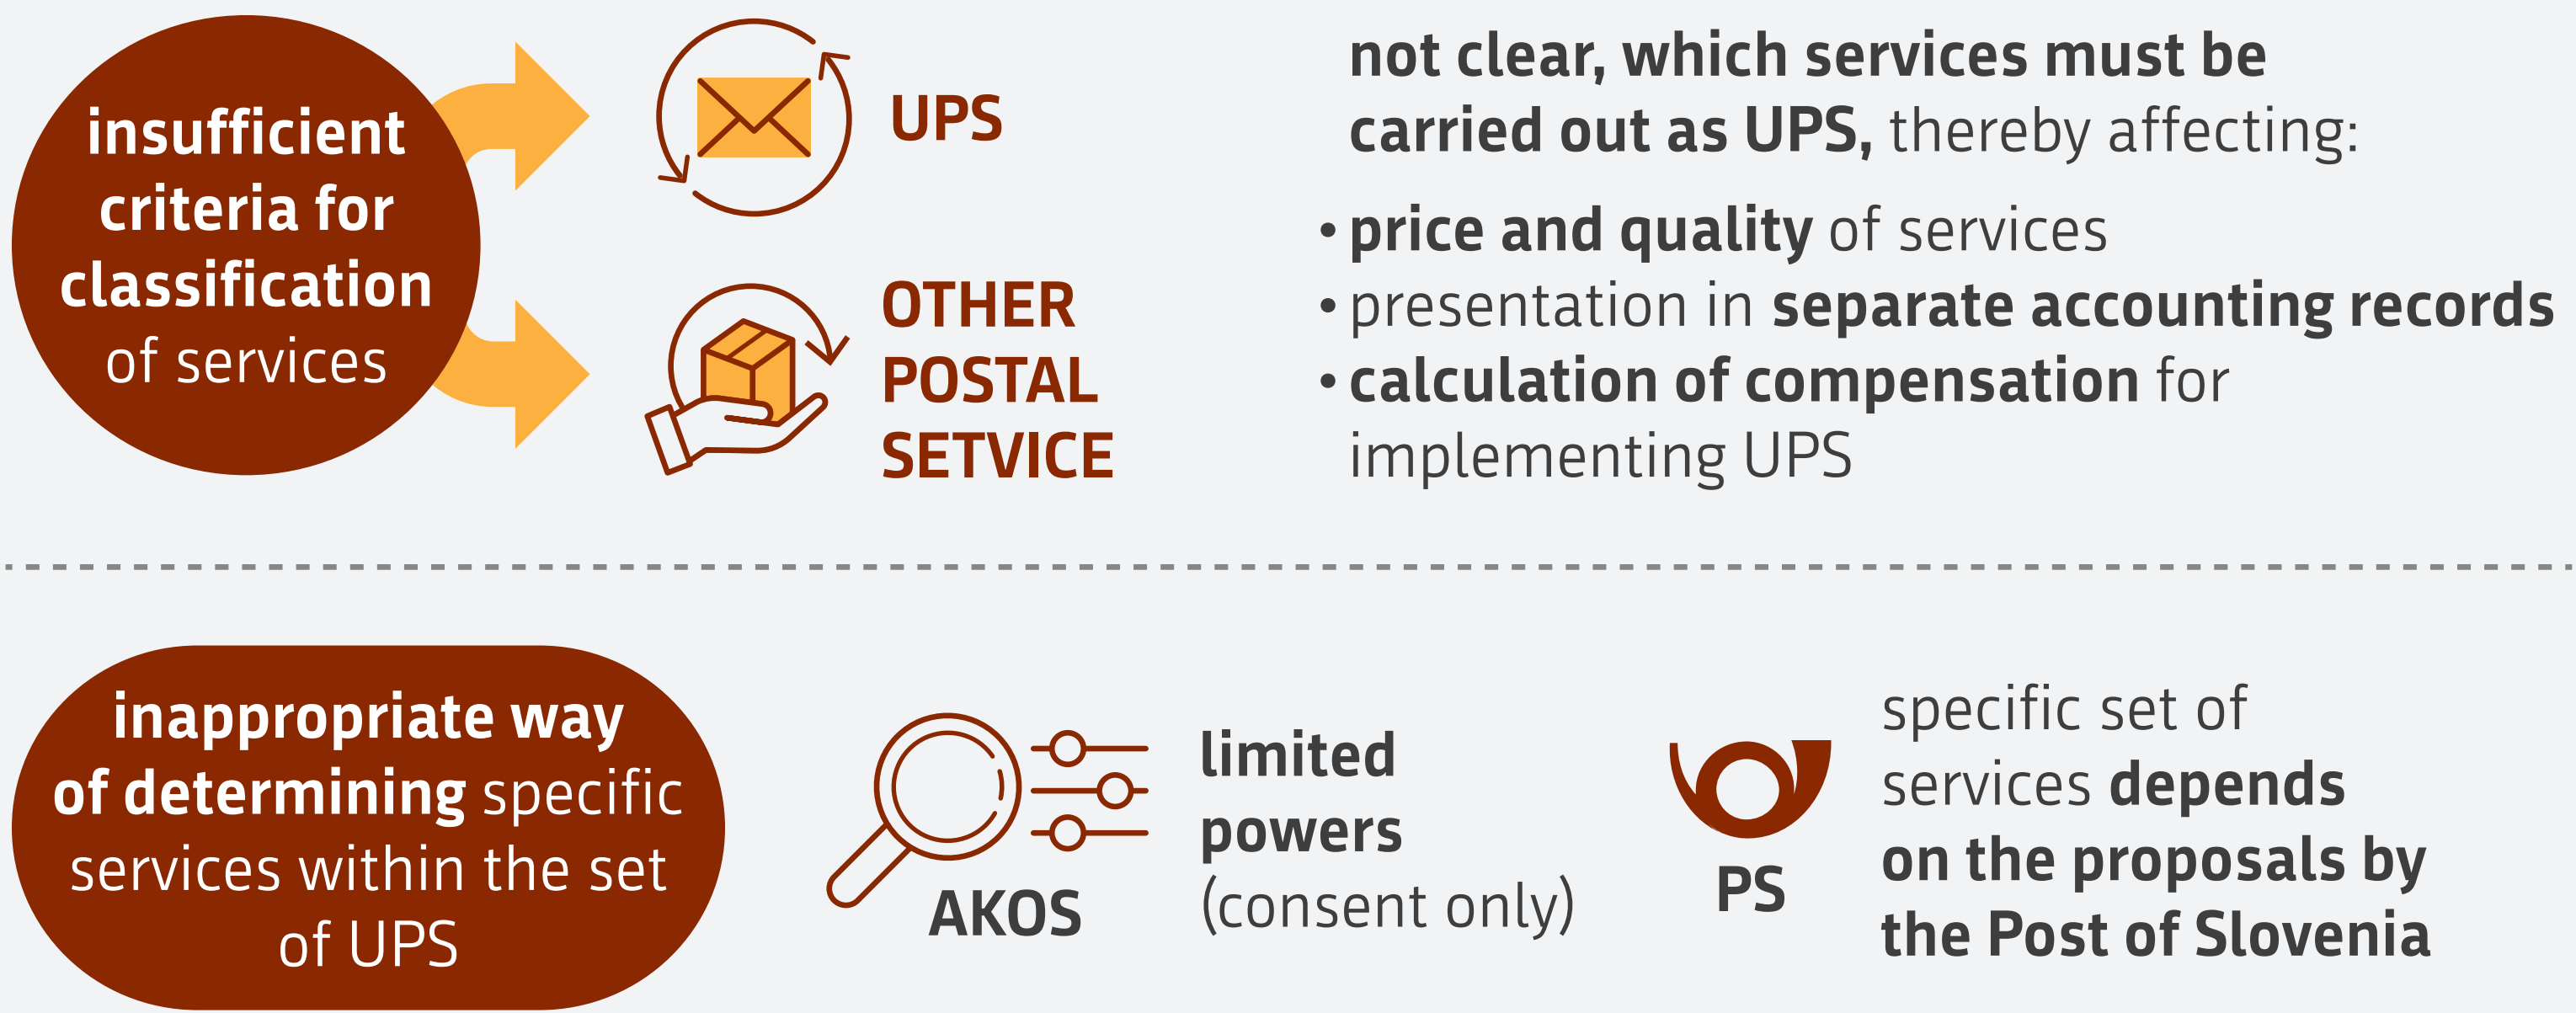 insufficient
criteria for
classification
of services
UPS
OTHER
POSTAL
SETVICE
not clear, which services must be
carried out as UPS, thereby affecting:
• price and quality of services
• presentation in separate accounting records
• calculation of compensation for
implementing UPS
inappropriate way
of determining specific
services within the set
of UPS
AKOS
limited
powers
(consent only)
PS
specific set of
services depends
on the proposals by
the Post of Slovenia